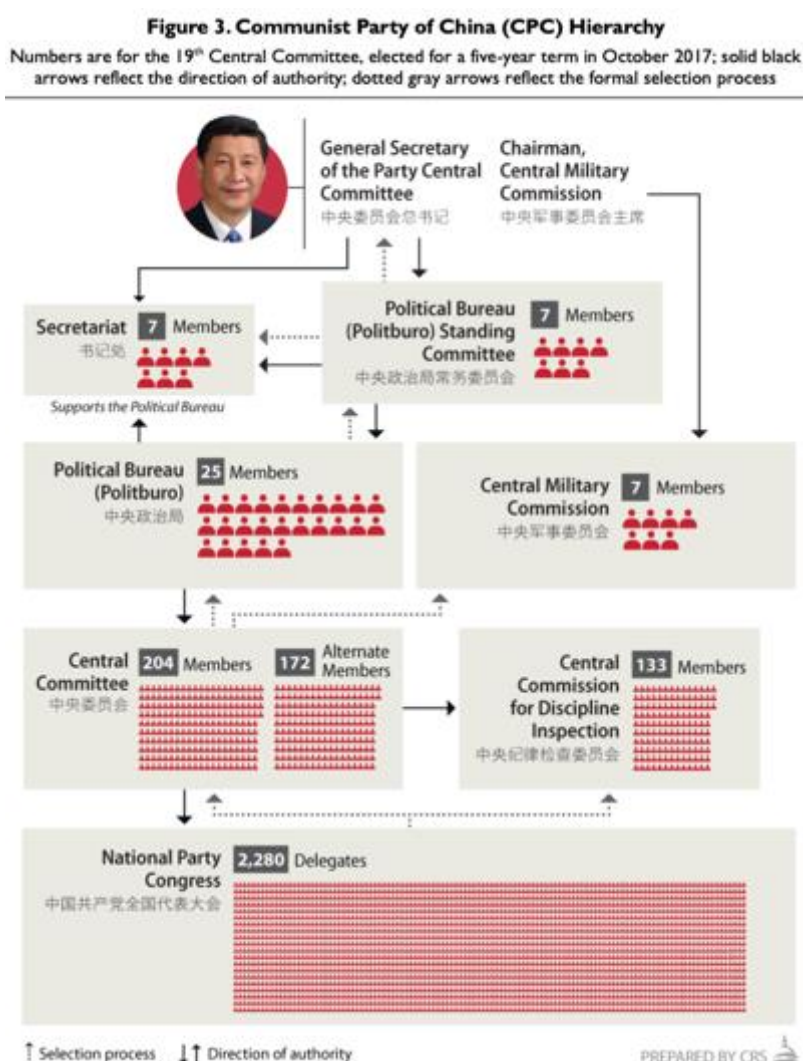 Figure 3. Communist Party of China (CPC) Hierarchy
Numbers are for the 19th Central Committee, elected for a five-year term in October 2017; solid black
arrows reflect the direction of authority; dotted gray arrows reflect the formal selection process
General Secretary
of the Party Central
Committee
中央委员会总书记
Chairman,
Central Military
Commission
中央军事委员会主席
Secretariat 7 Members
书记处
Supports the Political Bureau
Political Bureau
(Politburo) Standing
Committee
中央政治局常务委员会
7 Members
Political Bureau
(Politburo)
中央政治局
25 Members
Central Military
Commission
中央军事委员会
7 Members
Central
Committee
中央委员会
204 Members
172 Alternate
Members
Central
Commission
for Discipline
Inspection
中央纪律检查委员会
133 Members
National Party
Congress
中国共产党全国代表大会
2,280 Delegates
Selection process
Direction of authority
PREPARED BY CRS